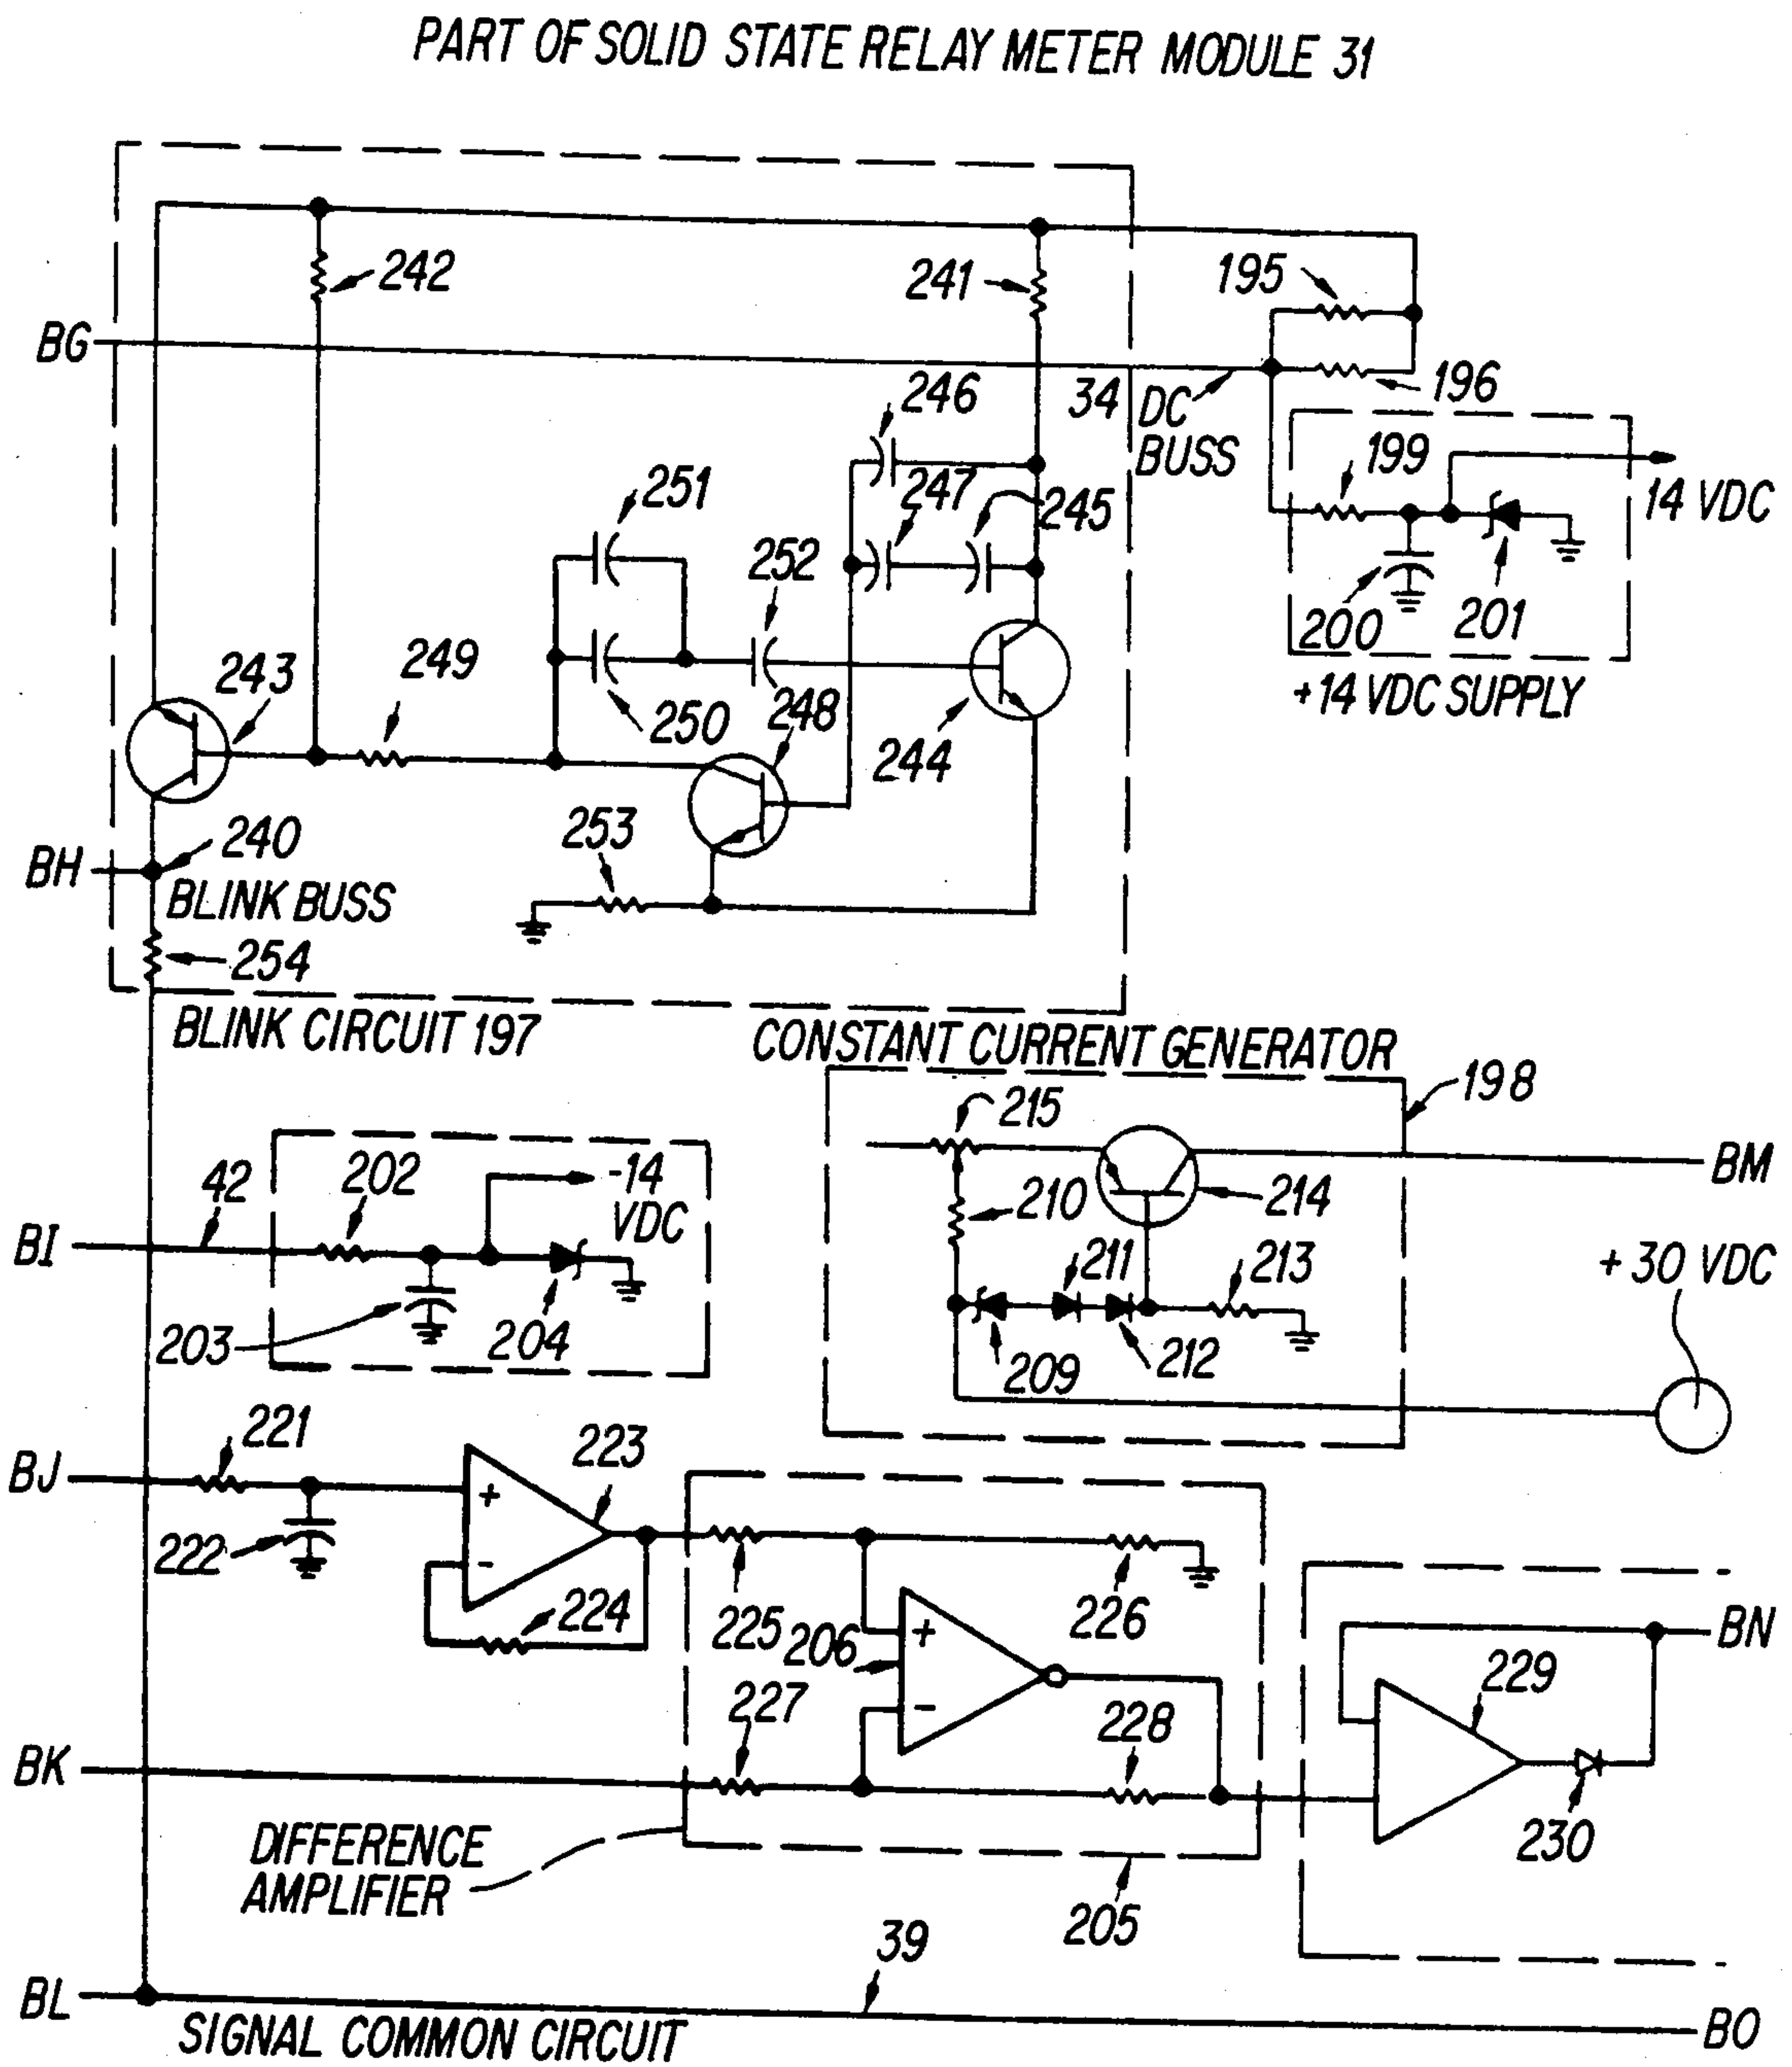 PART OF SOLID STATE RELAY METER MODULE 31
242
241
195
BG
246
34
DC
BUSS
196
199
251
247
245
14 VDC
252
200
201
243
249
250
248
244
+14 VDC SUPPLY
253
BH
240
BLINK BUSS
254
BLINK CIRCUIT 197
CONSTANT CURRENT GENERATOR
198
215
42
202
-14
VDC
210
214
BM
BI
211
213
+30 VDC
203
204
209
212
221
223
BJ
+
222
-
224
225
206
226
+
BN
227
-
228
229
BK
230
DIFFERENCE
AMPLIFIER
205
39
BL
SIGNAL COMMON CIRCUIT
BO